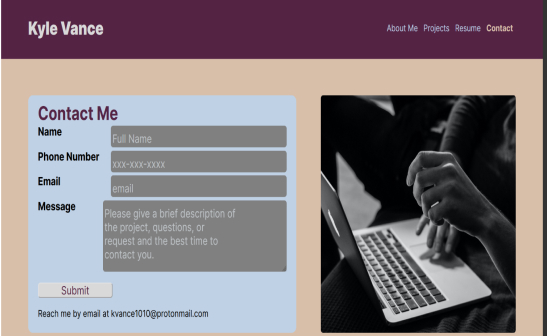 Kyle Vance
About Me Projects Resume Contact
Contact Me
Name
Full Name
Phone Number
xxx-xxx-xxxx
Email
email
Message
Please give a brief description of
the project, questions, or
request and the best time to
contact you.
Submit
Reach me by email at kvance1010@protonmail.com